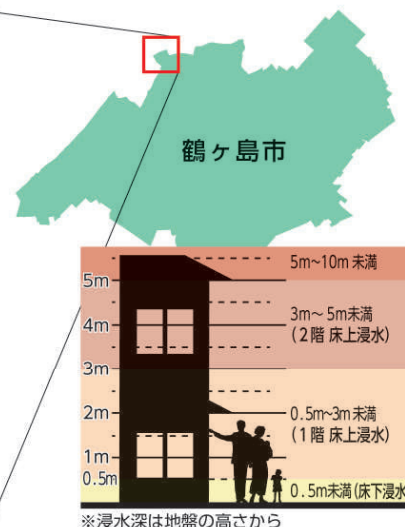 鶴ヶ島市
5m~10m 未満
5m
3m~ 5m未満
(2階 床上浸水)
4m
3m
2m
0.5m~3m 未満
(1階 床上浸水)
1m
0.5m
0.5m未満(床下浸水
※浸水深は地盤の高さから